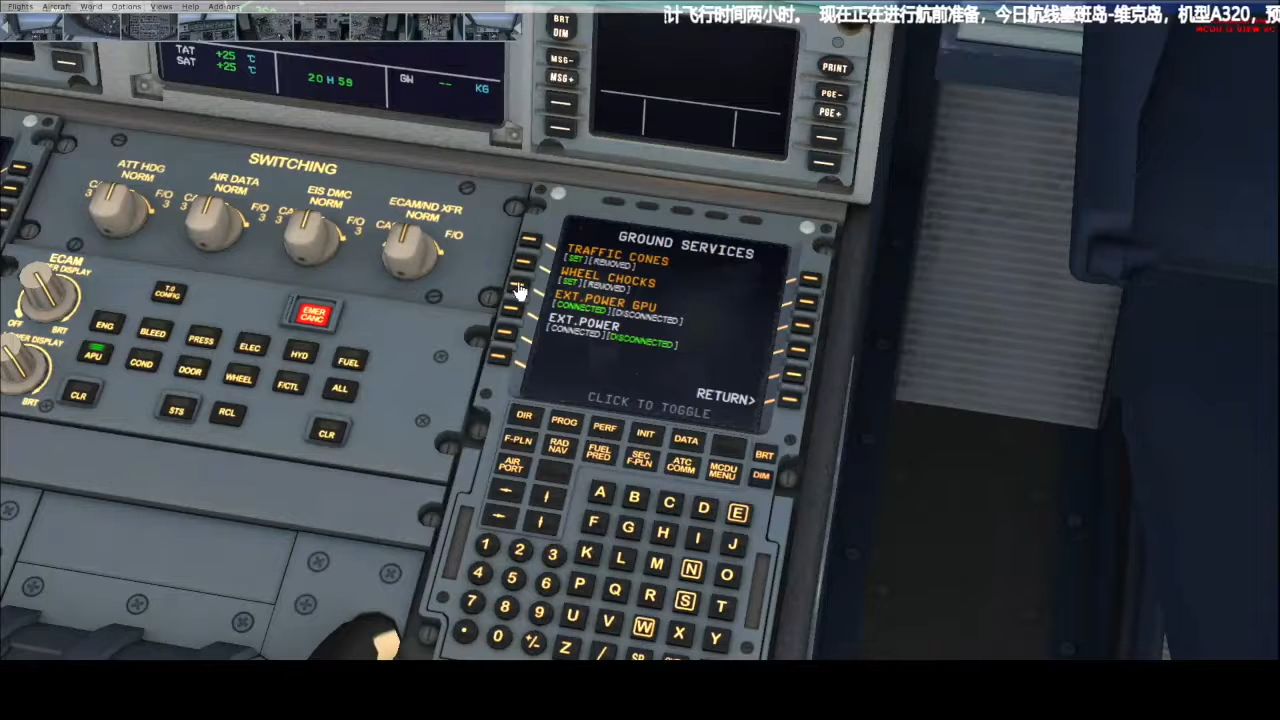 Flights Aircraft World Options Views Help Addons
计飞行时间两小时。 现在正在进行航前准备，今日航线塞班岛-维克岛，机型A320，预
TAT +25 °C
SAT +25 °C
20 H 59
GW -- KG
BRT
DIM
MSG-
MSG+
PRINT
PGE-
PGE+
SWITCHING
ATT HDG
NORM
F/O
3
AIR DATA
NORM
F/O
3
EIS DMC
NORM
F/O
3
ECAM/ND XFR
NORM
F/O
ECAM
OFF
BRT
T.O
CONFIG
EMER
CANC
ENG BLEED PRESS ELEC HYD FUEL
APU COND DOOR WHEEL F/CTL ALL
CLR STS RCL CLR
BRT
GROUND SERVICES
TRAFFIC CONES
[SET][REMOVED]
WHEEL CHOCKS
[SET][REMOVED]
EXT.POWER GPU
[CONNECTED][DISCONNECTED]
EXT.POWER
[CONNECTED][DISCONNECTED]
RETURN>
CLICK TO TOGGLE
DIR PROG PERF INIT DATA BRT
F-PLN RAD NAV FUEL PRED SEC F-PLN ATC COMM MCDU MENU DIM
AIR PORT
A B C D E
F G H I J
1 2 3 K L M N O
4 5 6 P Q R S T
7 8 9 U V W X Y
. 0 +/- Z / SP